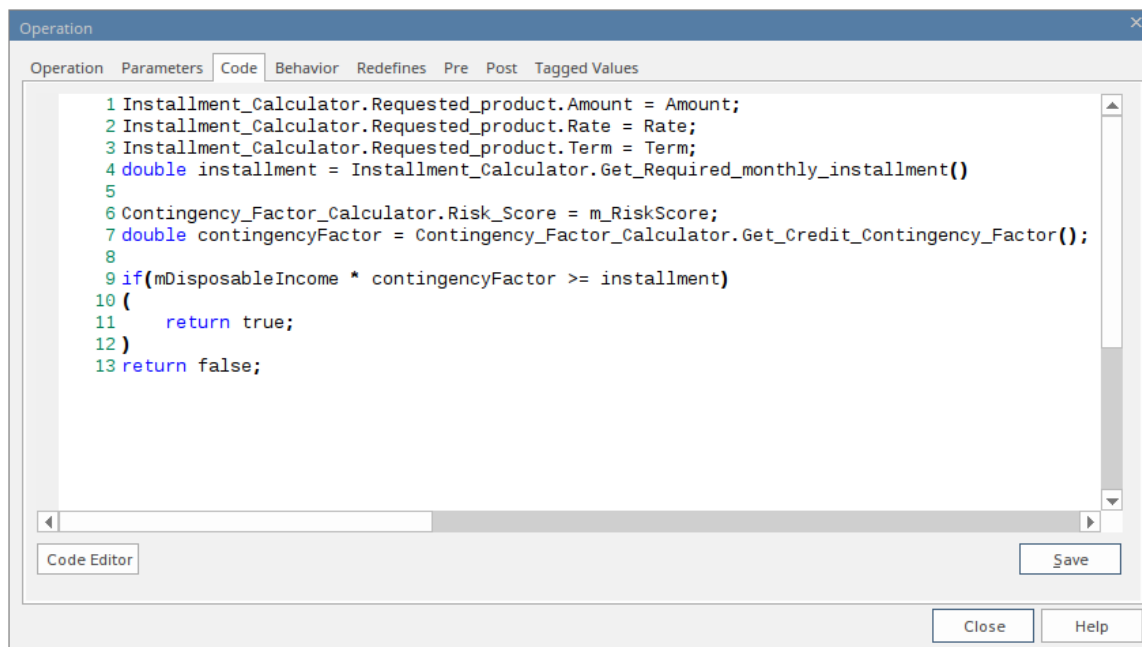 Operation
Operation Parameters Code Behavior Redefines Pre Post Tagged Values
1 Installment_Calculator.Requested_product.Amount = Amount;
2 Installment_Calculator.Requested_product.Rate = Rate;
3 Installment_Calculator.Requested_product.Term = Term;
4 double installment = Installment_Calculator.Get_Required_monthly_installment()
5
6 Contingency_Factor_Calculator.Risk_Score = m_RiskScore;
7 double contingencyFactor = Contingency_Factor_Calculator.Get_Credit_Contingency_Factor();
8
9 if(mDisposableIncome * contingencyFactor >= installment)
10 (
11     return true;
12 )
13 return false;
Code Editor Save
Close Help